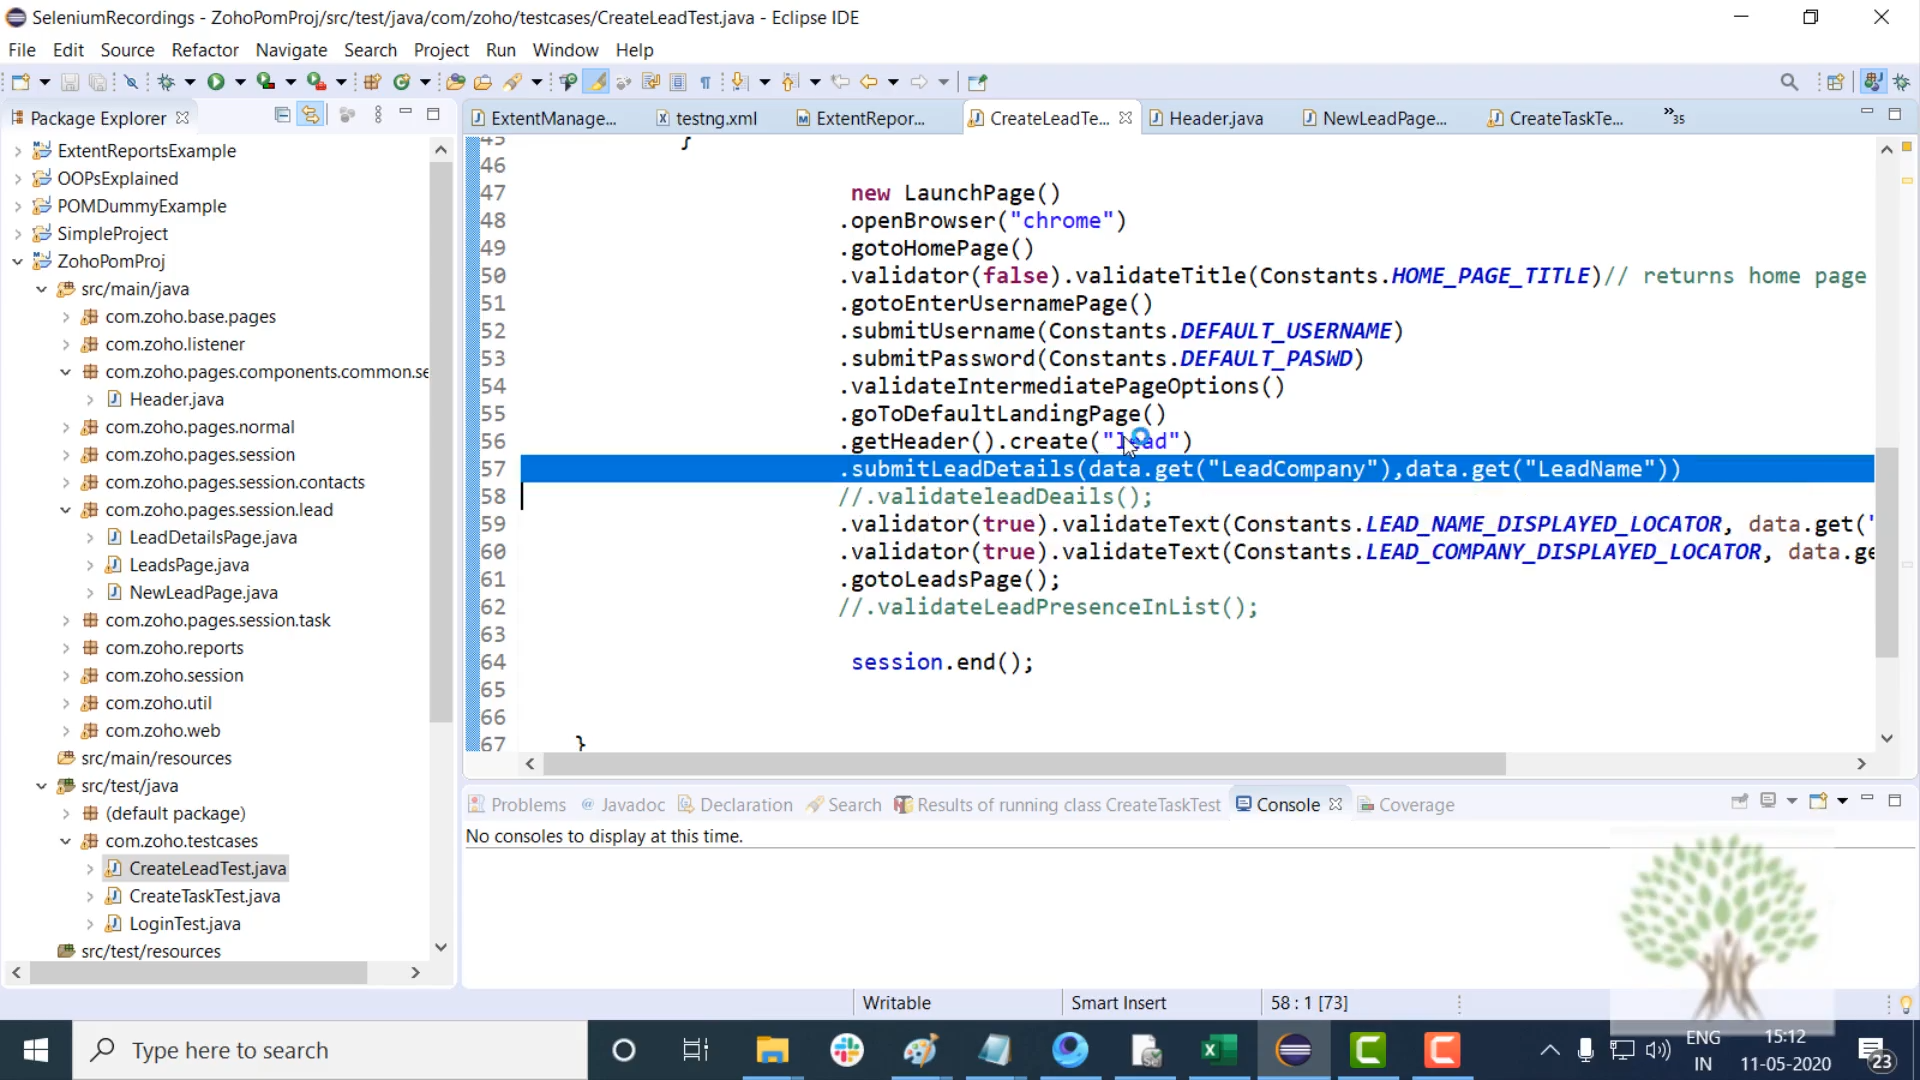 SeleniumRecordings - ZohoPomProj/src/test/java/com/zoho/testcases/CreateLeadTest.java - Eclipse IDE
File Edit Source Refactor Navigate Search Project Run Window Help
Package Explorer
ExtentReportsExample
OOPsExplained
POMDummyExample
SimpleProject
ZohoPomProj
src/main/java
com.zoho.base.pages
com.zoho.listener
com.zoho.pages.components.common.se
Header.java
com.zoho.pages.normal
com.zoho.pages.session
com.zoho.pages.session.contacts
com.zoho.pages.session.lead
LeadDetailsPage.java
LeadsPage.java
NewLeadPage.java
com.zoho.pages.session.task
com.zoho.reports
com.zoho.session
com.zoho.util
com.zoho.web
src/main/resources
src/test/java
(default package)
com.zoho.testcases
CreateLeadTest.java
CreateTaskTest.java
LoginTest.java
src/test/resources
ExtentManage... testng.xml ExtentRepor... CreateLeadTe... Header.java NewLeadPage... CreateTaskTe... »35
45 }
46
47 new LaunchPage()
48 .openBrowser("chrome")
49 .gotoHomePage()
50 .validator(false).validateTitle(Constants.HOME_PAGE_TITLE)// returns home page
51 .gotoEnterUsernamePage()
52 .submitUsername(Constants.DEFAULT_USERNAME)
53 .submitPassword(Constants.DEFAULT_PASWD)
54 .validateIntermediatePageOptions()
55 .goToDefaultLandingPage()
56 .getHeader().create("lead")
57 .submitLeadDetails(data.get("LeadCompany"),data.get("LeadName"))
58 //.validateleadDeails();
59 .validator(true).validateText(Constants.LEAD_NAME_DISPLAYED_LOCATOR, data.get('
60 .validator(true).validateText(Constants.LEAD_COMPANY_DISPLAYED_LOCATOR, data.ge
61 .gotoLeadsPage();
62 //.validateLeadPresenceInList();
63
64 session.end();
65
66
67 }
Problems @ Javadoc Declaration Search Results of running class CreateTaskTest Console Coverage
No consoles to display at this time.
Writable Smart Insert 58 : 1 [73]
Type here to search
ENG
IN
15:12
11-05-2020
23